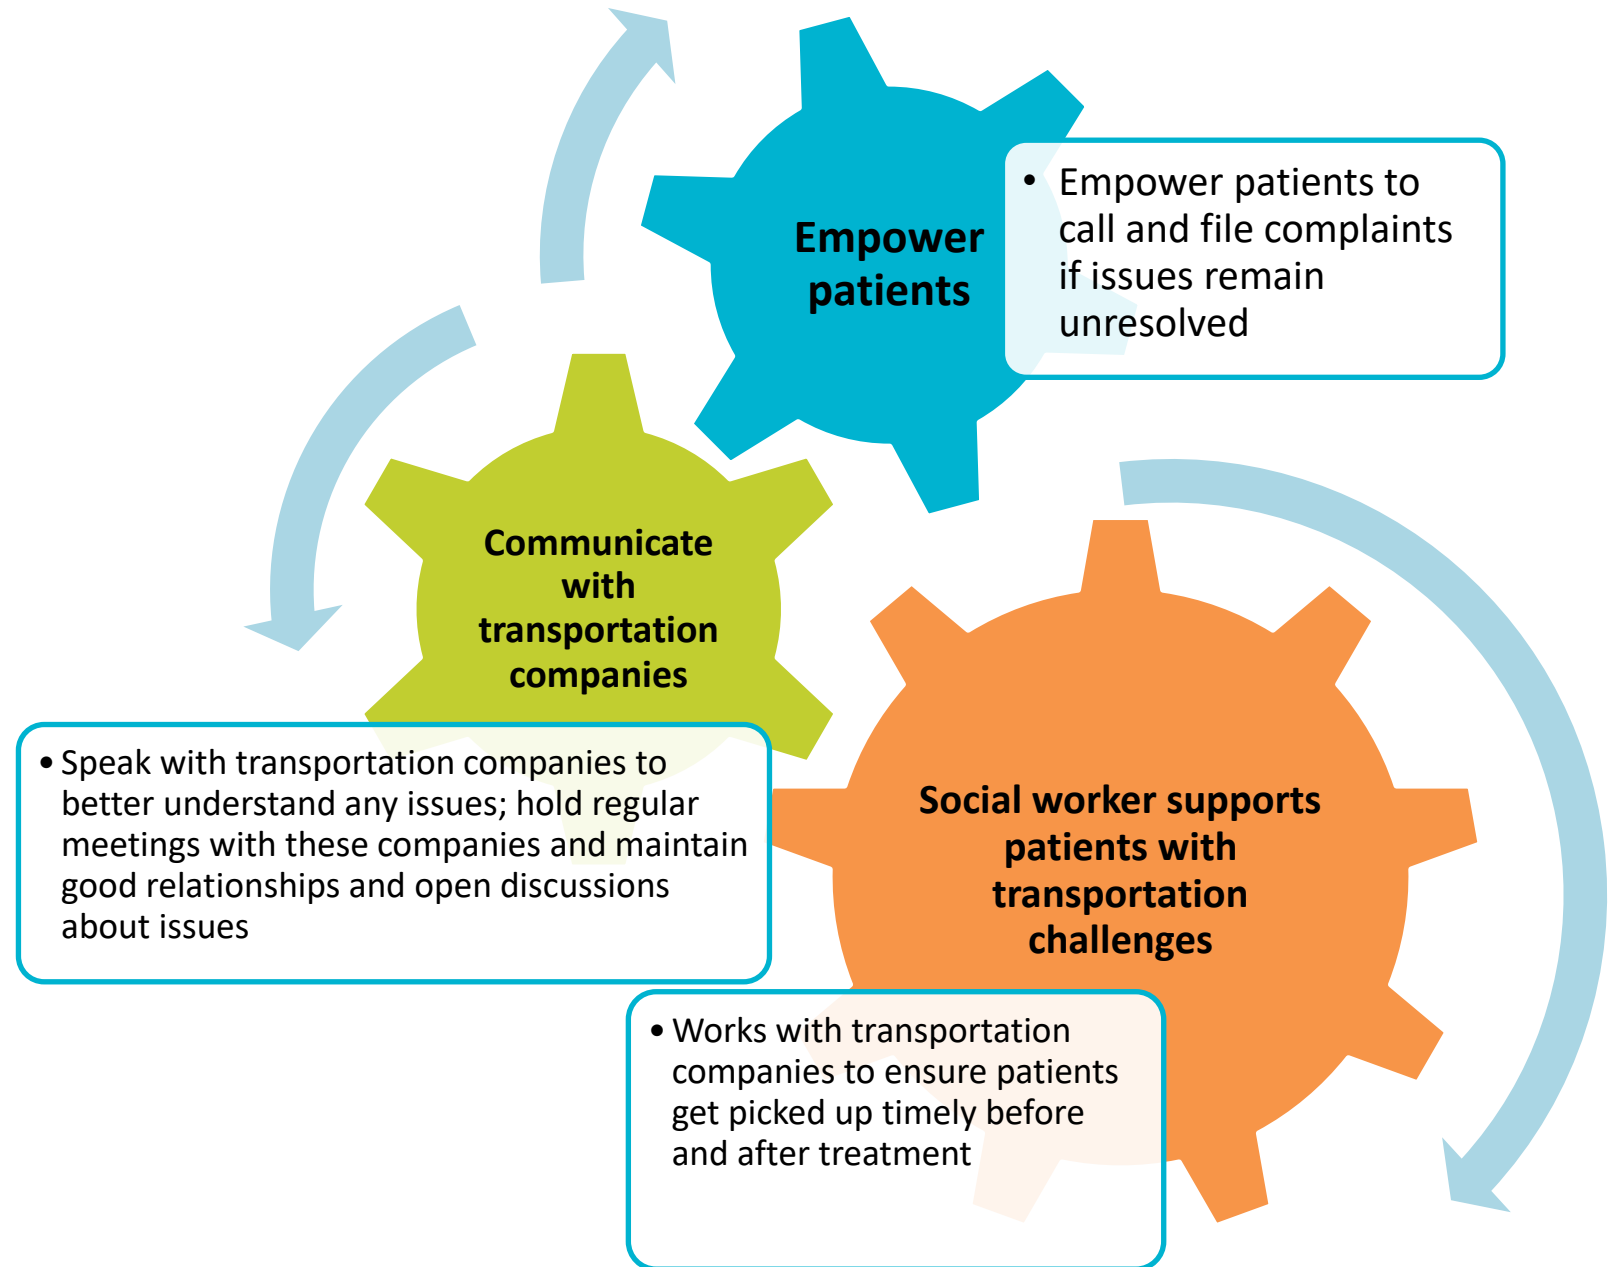 Empower
patients
• Empower patients to
call and file complaints
if issues remain
unresolved
Communicate
with
transportation
companies
• Speak with transportation companies to
better understand any issues; hold regular
meetings with these companies and maintain
good relationships and open discussions
about issues
Social worker supports
patients with
transportation
challenges
• Works with transportation
companies to ensure patients
get picked up timely before
and after treatment